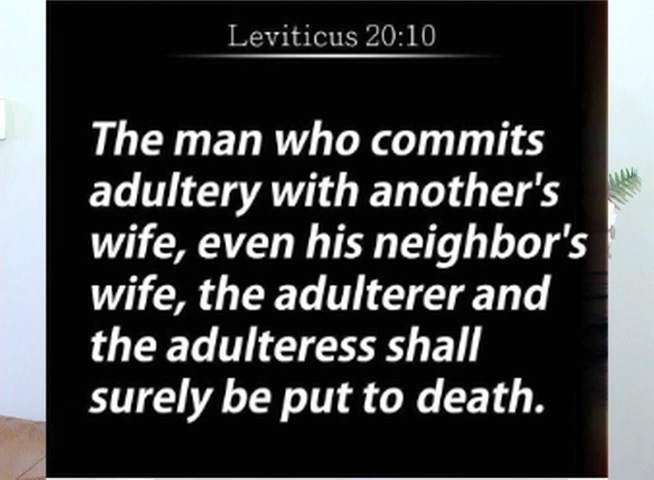 Leviticus 20:10
The man who commits
adultery with another's
wife, even his neighbor's
wife, the adulterer and
the adulteress shall
surely be put to death.